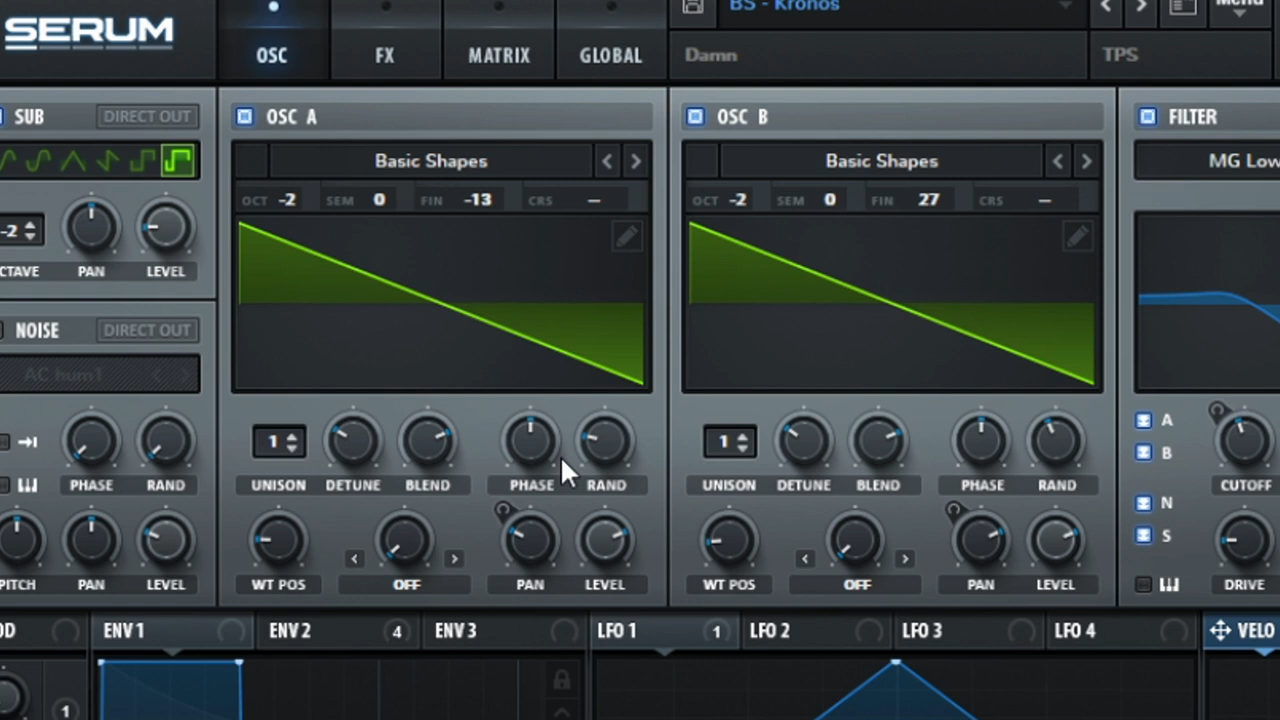 SERUM
OSC
FX
MATRIX
GLOBAL
BS - Kronos
Menu
Damn
TPS
SUB
DIRECT OUT
-2
PAN
LEVEL
NOISE
DIRECT OUT
AC hum1
PHASE
RAND
PAN
LEVEL
OSC A
Basic Shapes
OCT -2 SEM 0 FIN -13 CRS –
1
UNISON DETUNE BLEND PHASE RAND
WT POS OFF PAN LEVEL
OSC B
Basic Shapes
OCT -2 SEM 0 FIN 27 CRS –
1
UNISON DETUNE BLEND PHASE RAND
WT POS OFF PAN LEVEL
FILTER
MG Low
A
B
N
S
CUTOFF
DRIVE
ENV 1
ENV 2 4
ENV 3
LFO 1 1
LFO 2
LFO 3
LFO 4
VELO
1